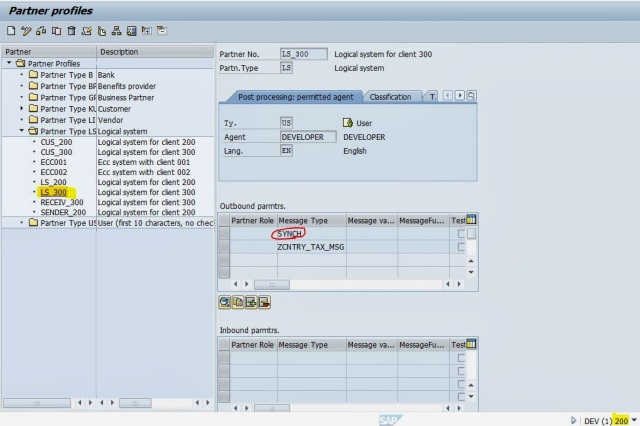 Partner profiles
Partner
Description
Partner Profiles
Partner Type B
Bank
Partner Type BP
Benefits provider
Partner Type GP
Business Partner
Partner Type KU
Customer
Partner Type LI
Vendor
Partner Type LS
Logical system
CUS_200
Logical system for client 200
CUS_300
Logical system for client 300
ECC001
Ecc system with client 001
ECC002
Ecc system with client 002
LS_200
Logical system for client 200
LS_300
Logical system for client 300
RECEIV_300
Logical system for client 300
SENDER_200
Logical system for client 200
Partner Type US
User (first 10 characters, no chec
Partner No.
LS_300
Logical system for client 300
Partn.Type
LS
Logical system
Post processing: permitted agent
Classification
T.
Ty.
US
User
Agent
DEVELOPER
DEVELOPER
Lang.
EN
English
Outbound parmtrs.
Partner Role
Message Type
Message va...
MessageFu...
Test
SYNCH
ZCNTRY_TAX_MSG
Inbound parmtrs.
Partner Role
Message Type
Message va...
MessageFu...
Test
SAP
DEV (1) 200